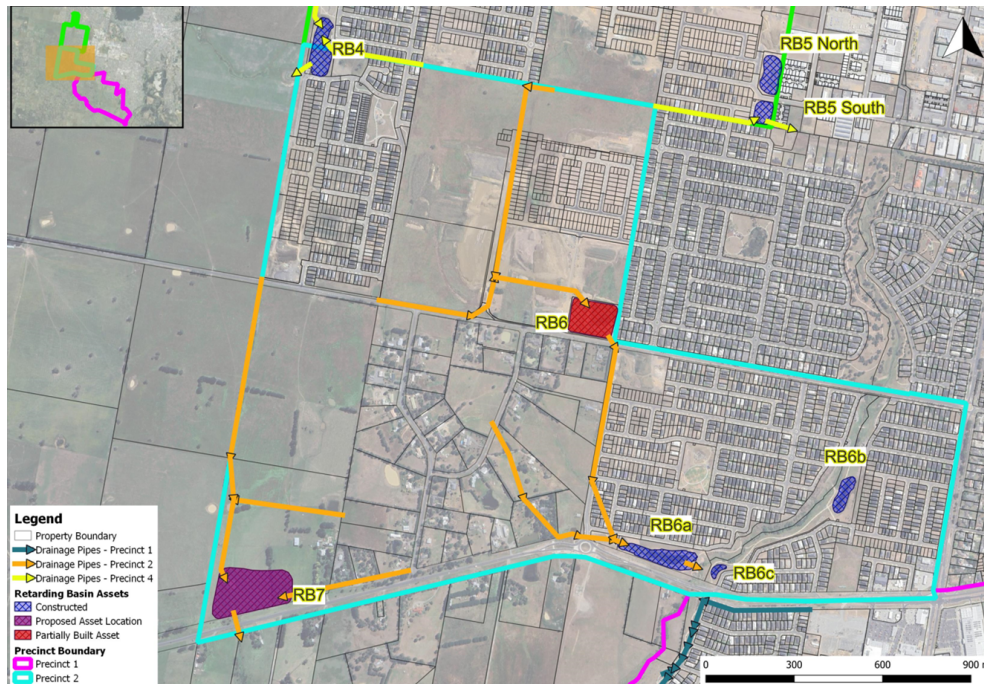 RB4
RB5 North
RB5 South
RB6
RB6b
RB6a
RB6c
RB7
Legend
Property Boundary
Drainage Pipes - Precinct 1
Drainage Pipes - Precinct 2
Drainage Pipes - Precinct 4
Retarding Basin Assets
Constructed
Proposed Asset Location
Partially Built Asset
Precinct Boundary
Precinct 1
Precinct 2
0 300 600 900 m